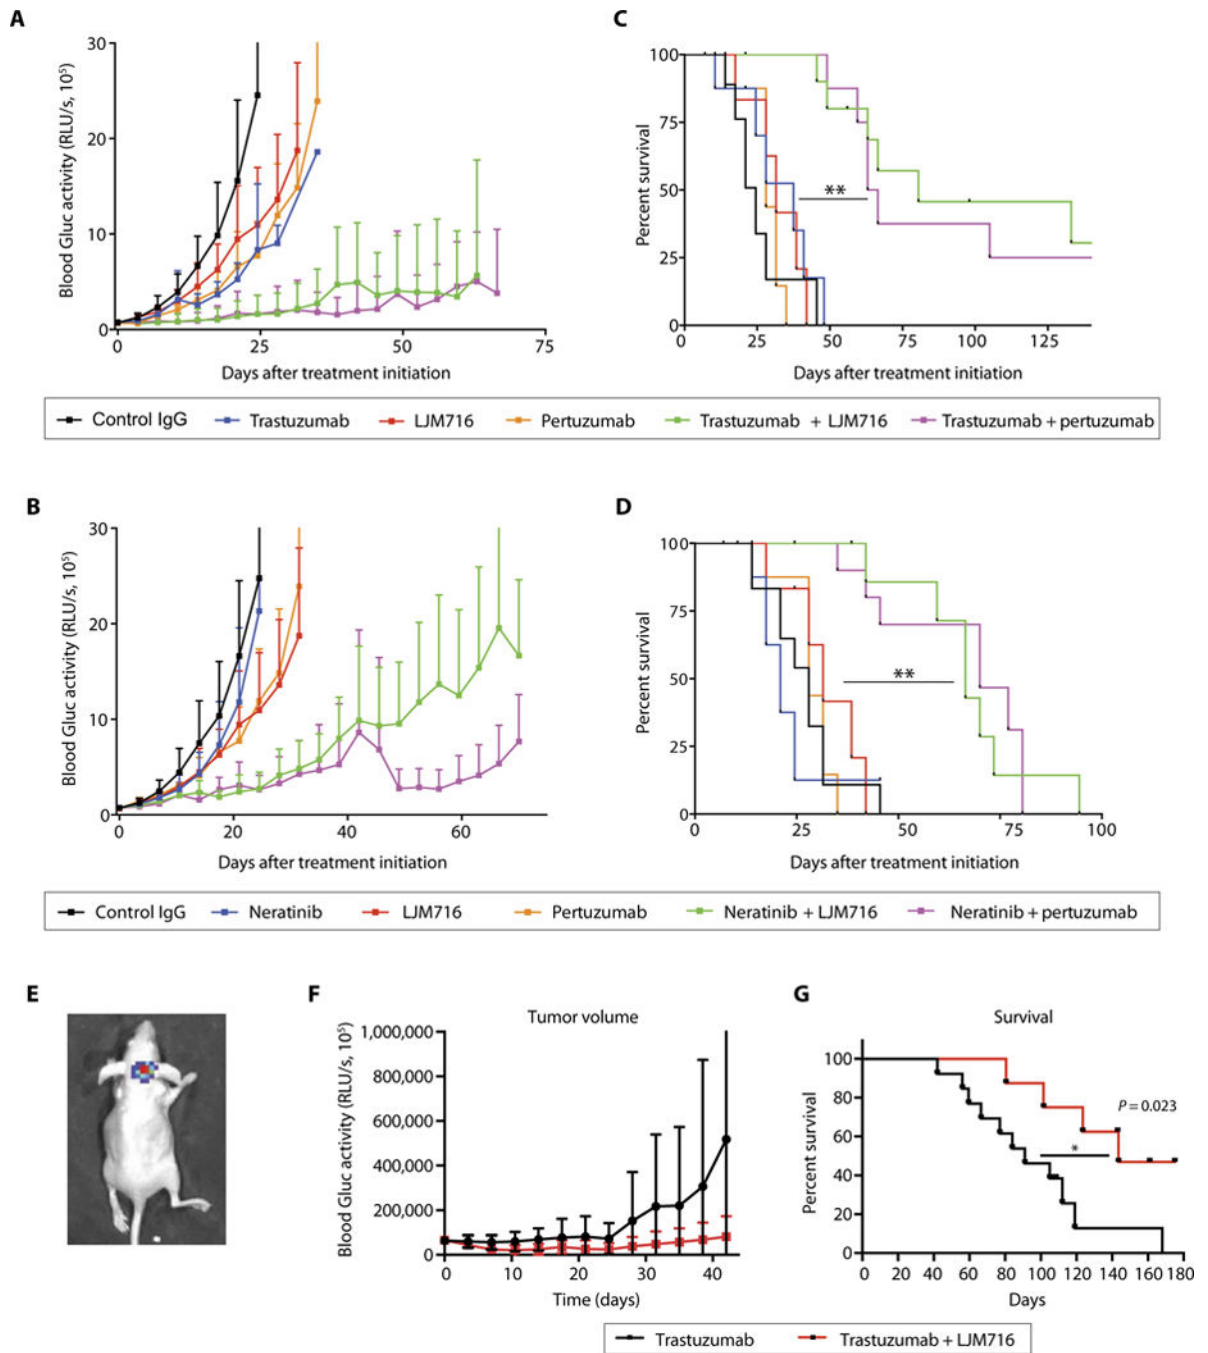 A
Blood Gluc activity (RLU/s, 10⁵)
30
20
10
0
0 25 50 75
Days after treatment initiation
C
Percent survival
100
75
50
25
0
**
0 25 50 75 100 125
Days after treatment initiation
Control IgG Trastuzumab LJM716 Pertuzumab Trastuzumab + LJM716 Trastuzumab + pertuzumab
B
Blood Gluc activity (RLU/s, 10⁵)
30
20
10
0
0 20 40 60
Days after treatment initiation
D
Percent survival
100
75
50
25
0
**
0 25 50 75 100
Days after treatment initiation
Control IgG Neratinib LJM716 Pertuzumab Neratinib + LJM716 Neratinib + pertuzumab
E
F
Tumor volume
Blood Gluc activity (RLU/s, 10⁵)
1,000,000
800,000
600,000
400,000
200,000
0
0 10 20 30 40
Time (days)
G
Survival
Percent survival
100
80
60
40
20
0
P = 0.023
*
0 20 40 60 80 100 120 140 160 180
Days
Trastuzumab Trastuzumab + LJM716